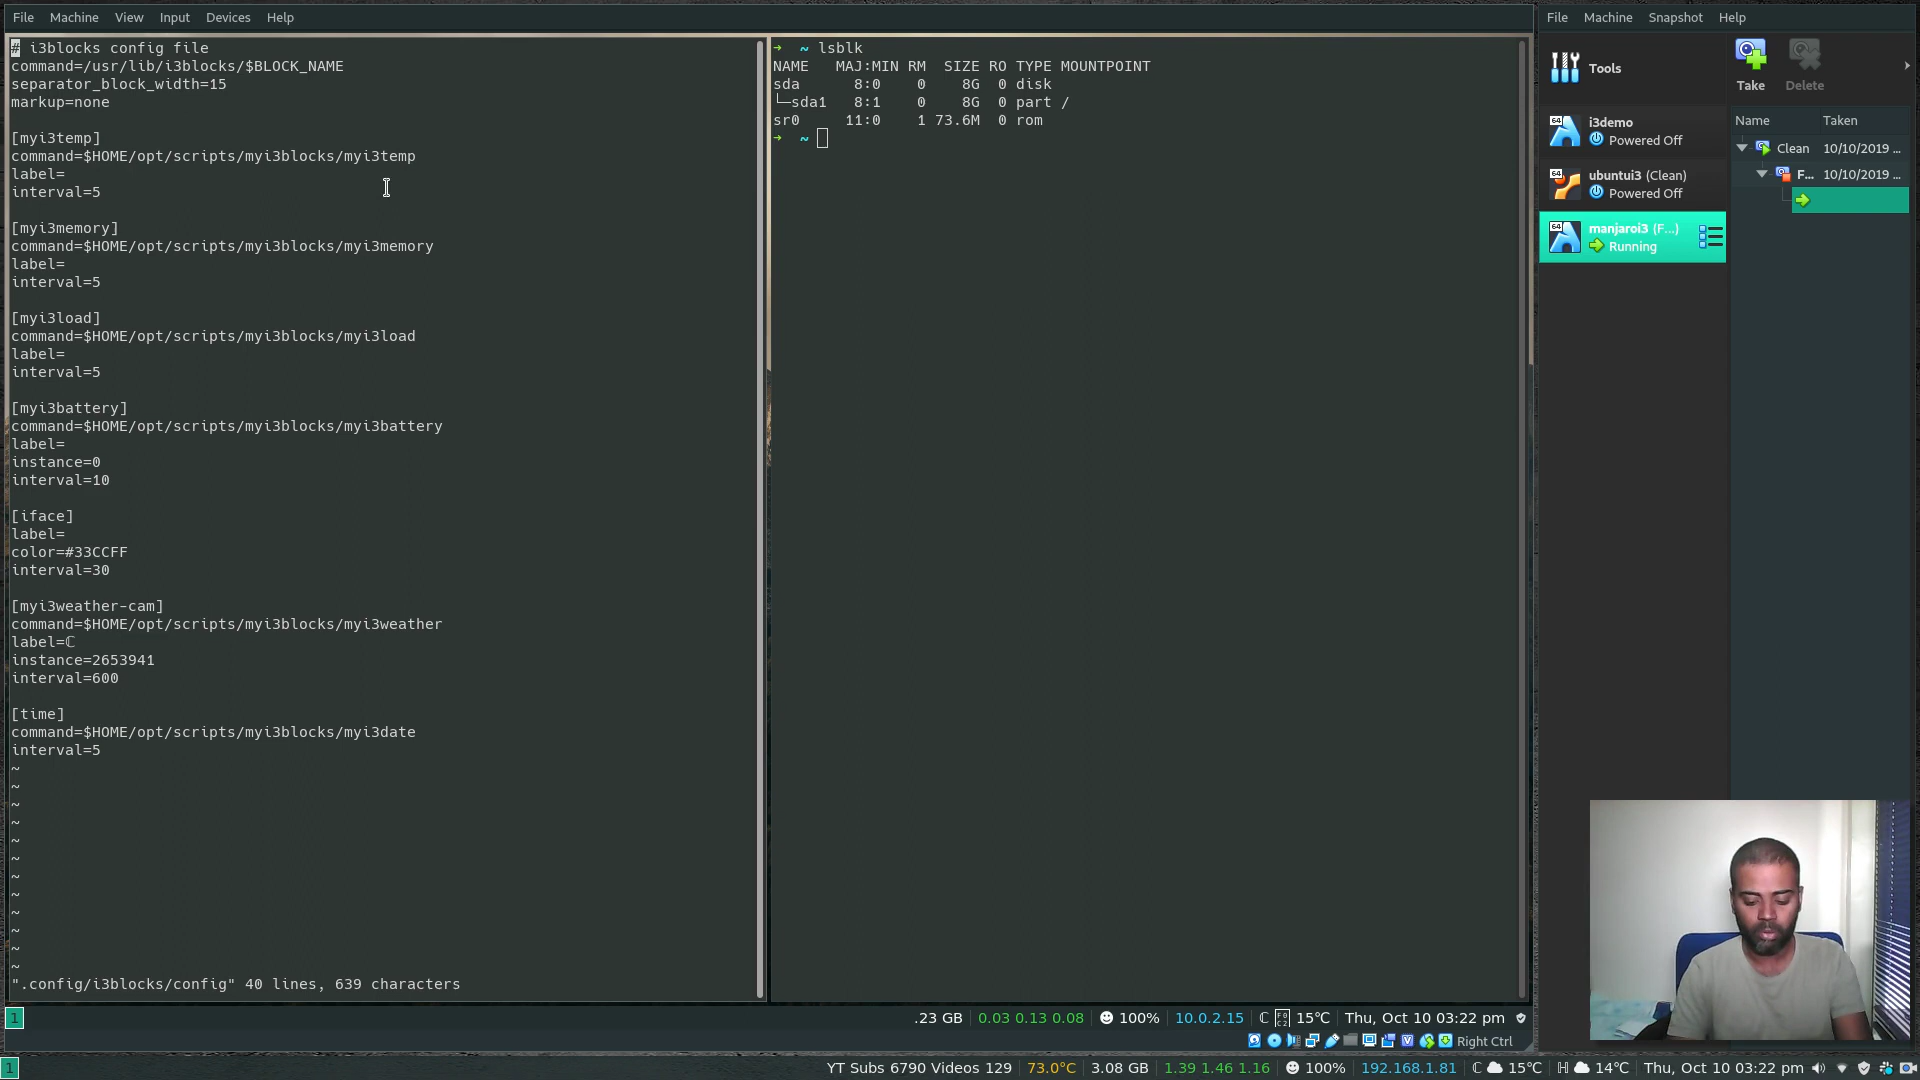 File Machine View Input Devices Help
# i3blocks config file
command=/usr/lib/i3blocks/$BLOCK_NAME
separator_block_width=15
markup=none
[myi3temp]
command=$HOME/opt/scripts/myi3blocks/myi3temp
label=
interval=5
[myi3memory]
command=$HOME/opt/scripts/myi3blocks/myi3memory
label=
interval=5
[myi3load]
command=$HOME/opt/scripts/myi3blocks/myi3load
label=
interval=5
[myi3battery]
command=$HOME/opt/scripts/myi3blocks/myi3battery
label=
instance=0
interval=10
[iface]
label=
color=#33CCFF
interval=30
[myi3weather-cam]
command=$HOME/opt/scripts/myi3blocks/myi3weather
label=ℂ
instance=2653941
interval=600
[time]
command=$HOME/opt/scripts/myi3blocks/myi3date
interval=5
~
~
~
~
~
~
~
~
~
~
~
~
".config/i3blocks/config" 40 lines, 639 characters
➜ ~ lsblk
NAME MAJ:MIN RM SIZE RO TYPE MOUNTPOINT
sda 8:0 0 8G 0 disk
└─sda1 8:1 0 8G 0 part /
sr0 11:0 1 73.6M 0 rom
➜ ~
1 .23 GB 0.03 0.13 0.08 100% 10.0.2.15 ℂ 15℃ Thu, Oct 10 03:22 pm
Right Ctrl
File Machine Snapshot Help
Tools
Take Delete
i3demo
Powered Off
ubuntui3 (Clean)
Powered Off
manjaroi3 (F...)
Running
Name Taken
Clean 10/10/2019 ...
F... 10/10/2019 ...
1 YT Subs 6790 Videos 129 73.0°C 3.08 GB 1.39 1.46 1.16 100% 192.168.1.81 ℂ 15℃ ℍ 14℃ Thu, Oct 10 03:22 pm